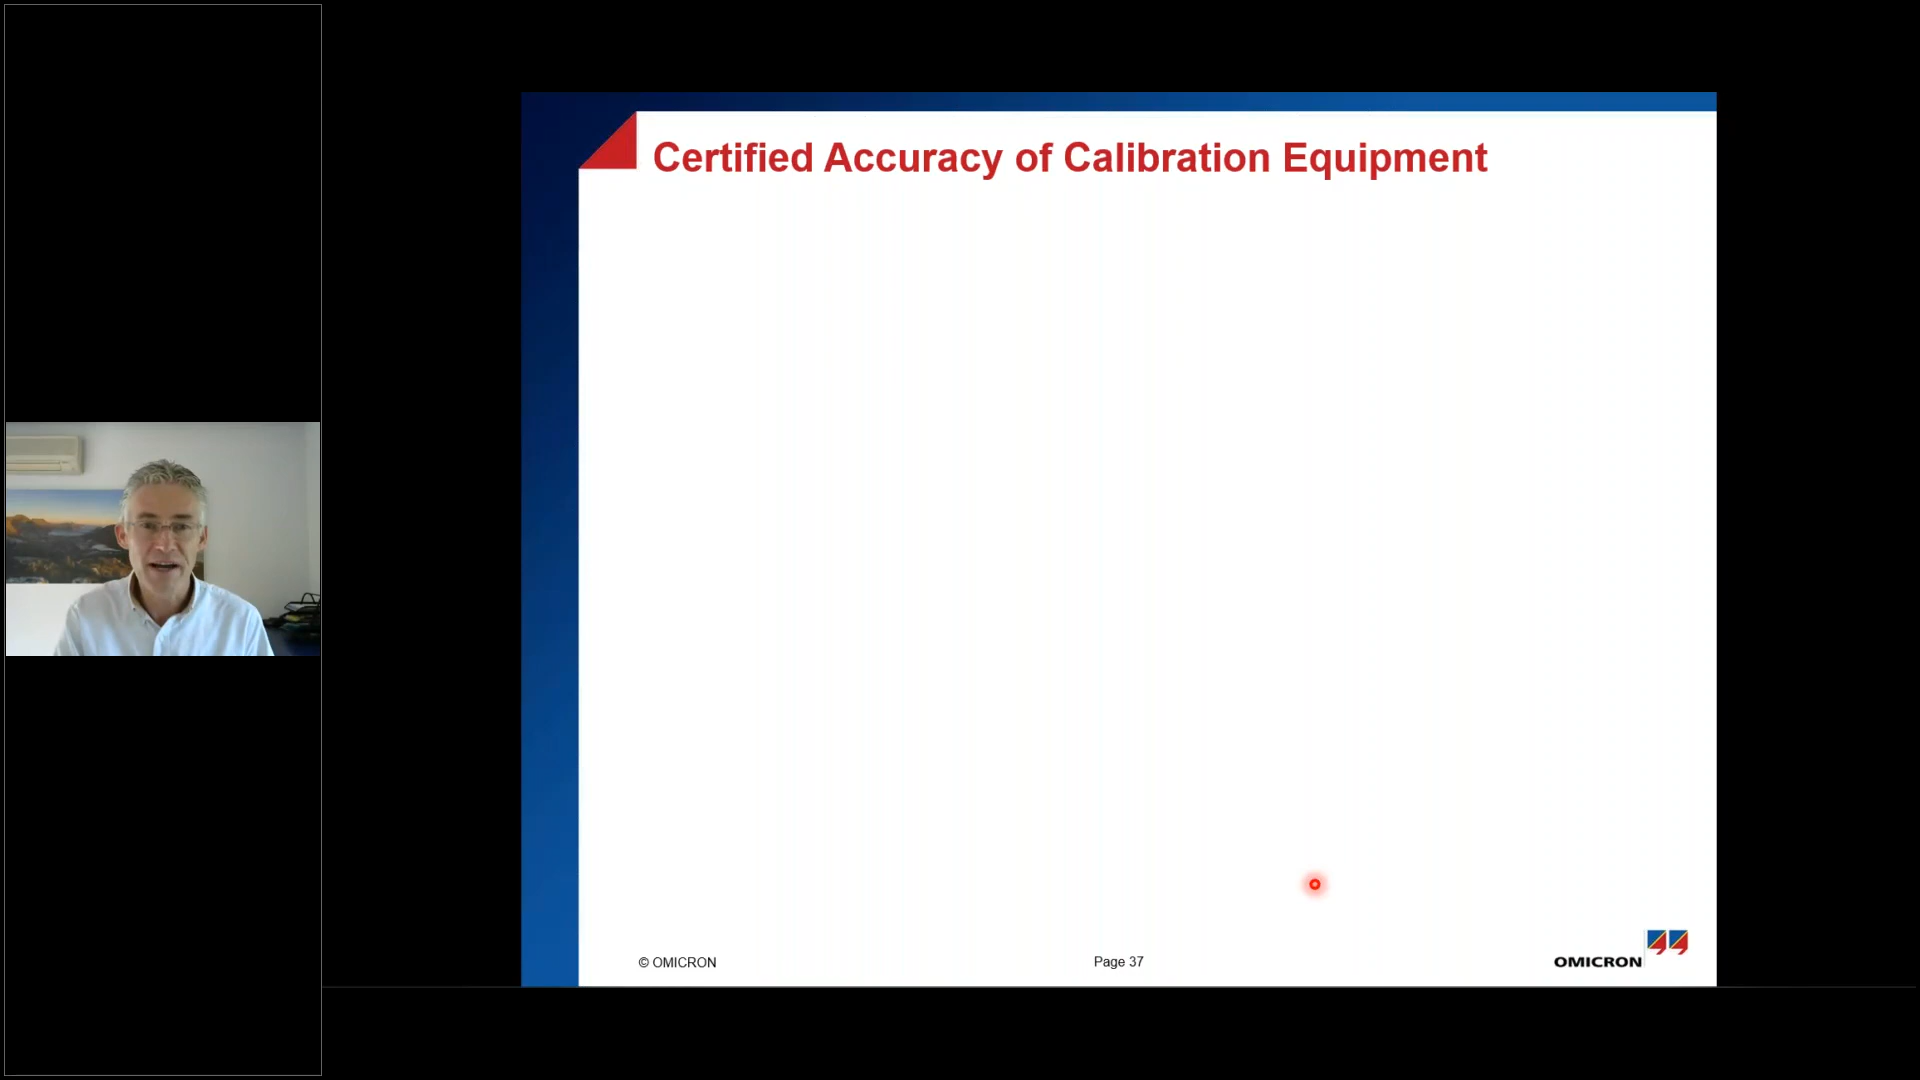 Certified Accuracy of Calibration Equipment
© OMICRON
Page 37
OMICRON